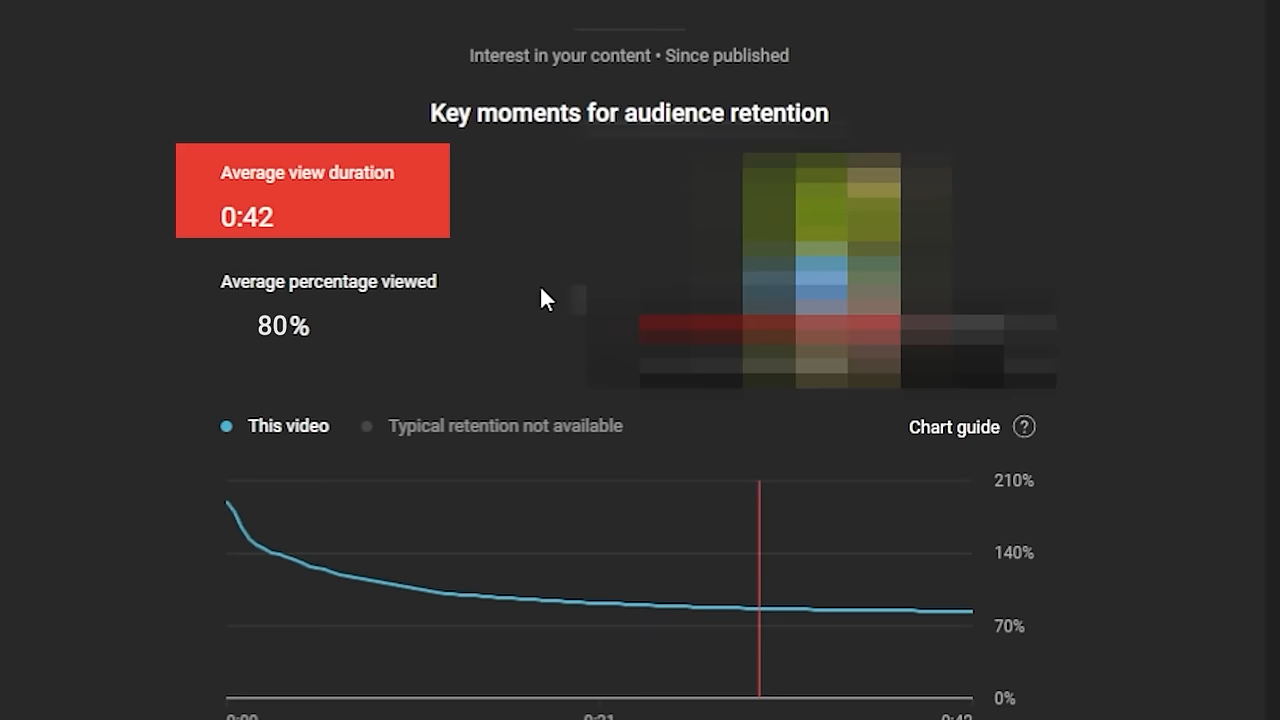 Interest in your content • Since published
Key moments for audience retention
Average view duration
0:42
Average percentage viewed
80%
This video
Typical retention not available
Chart guide ?
210%
140%
70%
0%